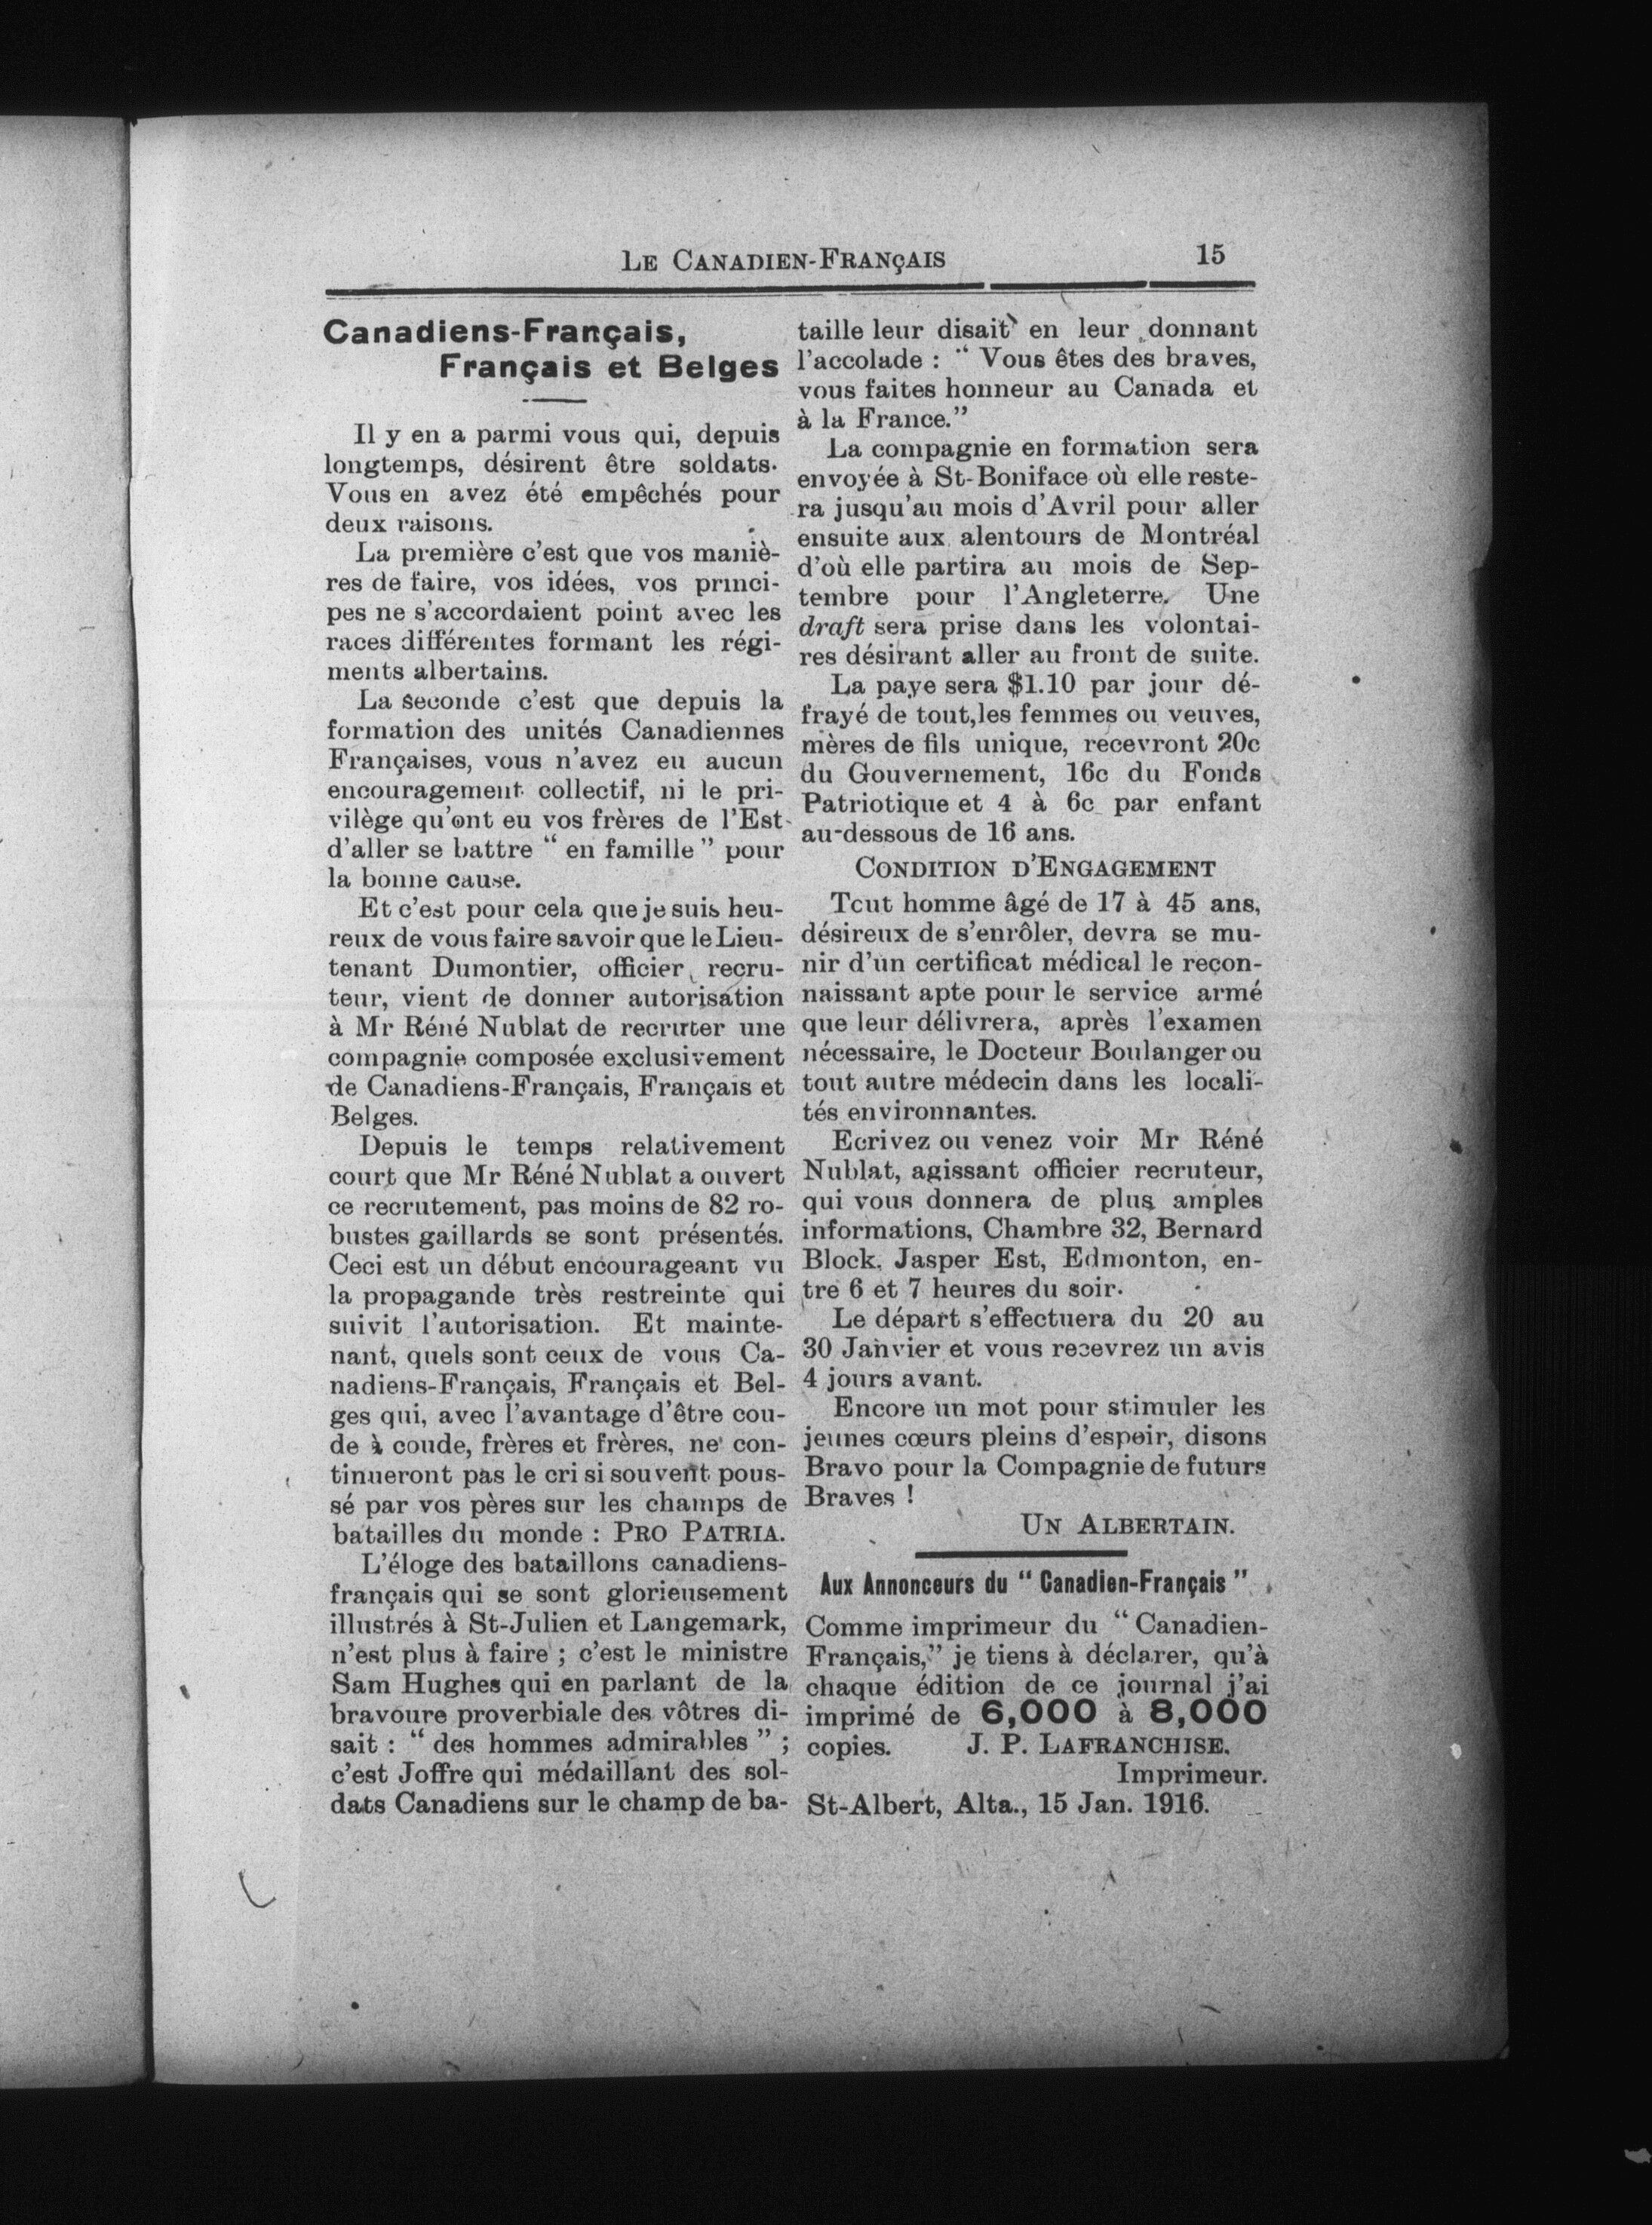 LE CANADIEN-FRANÇAIS 15
Canadiens-Français,
Français et Belges
Il y en a parmi vous qui, depuis
longtemps, désirent être soldats.
Vous en avez été empêchés pour
deux raisons.
La première c'est que vos maniè-
res de faire, vos idées, vos princi-
pes ne s'accordaient point avec les
races différentes formant les régi-
ments albertains.
La seconde c'est que depuis la
formation des unités Canadiennes
Françaises, vous n'avez eu aucun
encouragement collectif, ni le pri-
vilège qu'ont eu vos frères de l'Est
d'aller se battre " en famille " pour
la bonne cause.
Et c'est pour cela que je suis heu-
reux de vous faire savoir que le Lieu-
tenant Dumontier, officier recru-
teur, vient de donner autorisation
à Mr Réné Nublat de recruter une
compagnie composée exclusivement
de Canadiens-Français, Français et
Belges.
Depuis le temps relativement
court que Mr Réné Nublat a ouvert
ce recrutement, pas moins de 82 ro-
bustes gaillards se sont présentés.
Ceci est un début encourageant vu
la propagande très restreinte qui
suivit l'autorisation. Et mainte-
nant, quels sont ceux de vous Ca-
nadiens-Français, Français et Bel-
ges qui, avec l'avantage d'être cou-
de à coude, frères et frères, ne con-
tinueront pas le cri si souvent pous-
sé par vos pères sur les champs de
batailles du monde : PRO PATRIA.
L'éloge des bataillons canadiens-
français qui se sont glorieusement
illustrés à St-Julien et Langemark,
n'est plus à faire ; c'est le ministre
Sam Hughes qui en parlant de la
bravoure proverbiale des vôtres di-
sait : " des hommes admirables " ;
c'est Joffre qui médaillant des sol-
dats Canadiens sur le champ de ba-
taille leur disait en leur donnant
l'accolade : " Vous êtes des braves,
vous faites honneur au Canada et
à la France."
La compagnie en formation sera
envoyée à St-Boniface où elle reste-
ra jusqu'au mois d'Avril pour aller
ensuite aux alentours de Montréal
d'où elle partira au mois de Sep-
tembre pour l'Angleterre. Une
draft sera prise dans les volontai-
res désirant aller au front de suite.
La paye sera $1.10 par jour dé-
frayé de tout,les femmes ou veuves,
mères de fils unique, recevront 20c
du Gouvernement, 16c du Fonds
Patriotique et 4 à 6c par enfant
au-dessous de 16 ans.
CONDITION D'ENGAGEMENT
Tout homme âgé de 17 à 45 ans,
désireux de s'enrôler, devra se mu-
nir d'un certificat médical le recon-
naissant apte pour le service armé
que leur délivrera, après l'examen
nécessaire, le Docteur Boulanger ou
tout autre médecin dans les locali-
tés environnantes.
Ecrivez ou venez voir Mr Réné
Nublat, agissant officier recruteur,
qui vous donnera de plus amples
informations, Chambre 32, Bernard
Block, Jasper Est, Edmonton, en-
tre 6 et 7 heures du soir.
Le départ s'effectuera du 20 au
30 Janvier et vous recevrez un avis
4 jours avant.
Encore un mot pour stimuler les
jeunes cœurs pleins d'espoir, disons
Bravo pour la Compagnie de futurs
Braves !
UN ALBERTAIN.
Aux Annonceurs du " Canadien-Français "
Comme imprimeur du " Canadien-
Français," je tiens à déclarer, qu'à
chaque édition de ce journal j'ai
imprimé de 6,000 à 8,000
copies. J. P. LAFRANCHISE,
Imprimeur.
St-Albert, Alta., 15 Jan. 1916.